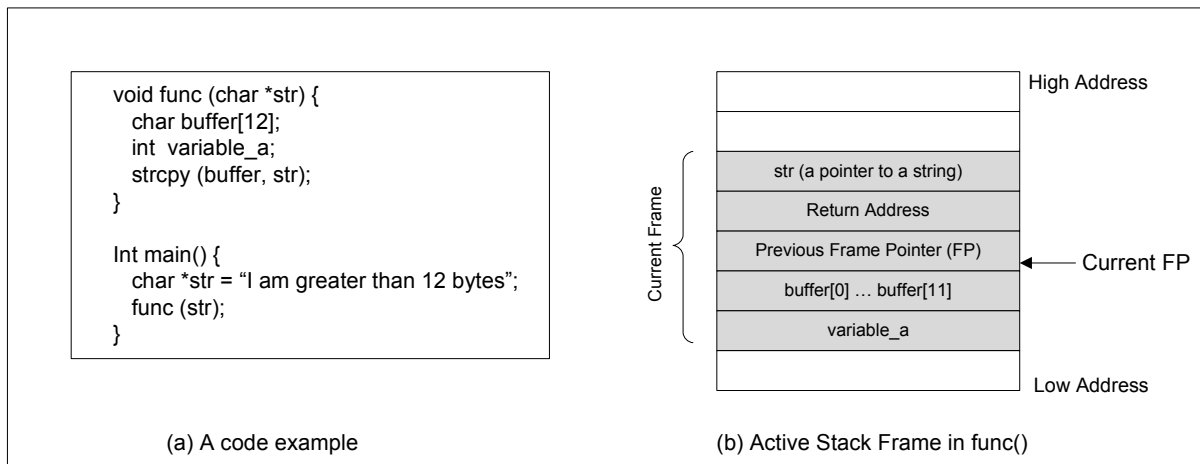 void func (char *str) {
char buffer[12];
int variable_a;
strcpy (buffer, str);
}
Int main() {
char *str = “I am greater than 12 bytes”;
func (str);
}
(a) A code example
High Address
Current Frame
str (a pointer to a string)
Return Address
Previous Frame Pointer (FP)
Current FP
buffer[0] … buffer[11]
variable_a
Low Address
(b) Active Stack Frame in func()